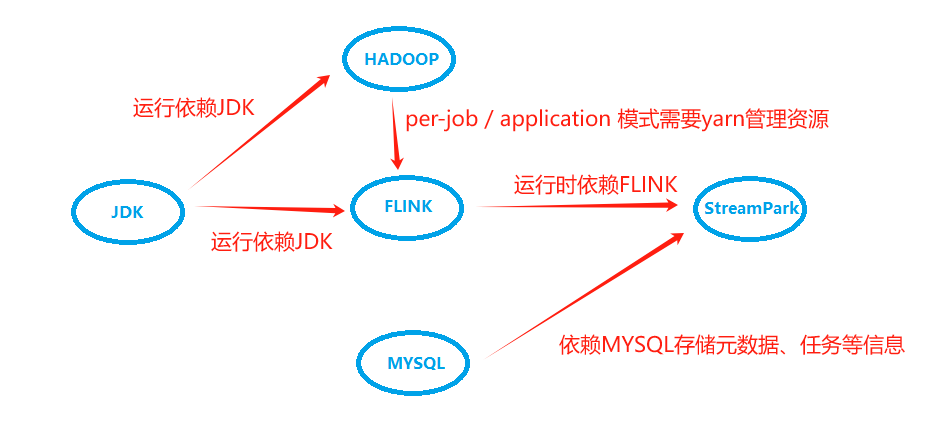 HADOOP
运行依赖JDK
per-job / application 模式需要yarn管理资源
运行时依赖FLINK
JDK
FLINK
StreamPark
运行依赖JDK
依赖MYSQL存储元数据、任务等信息
MYSQL